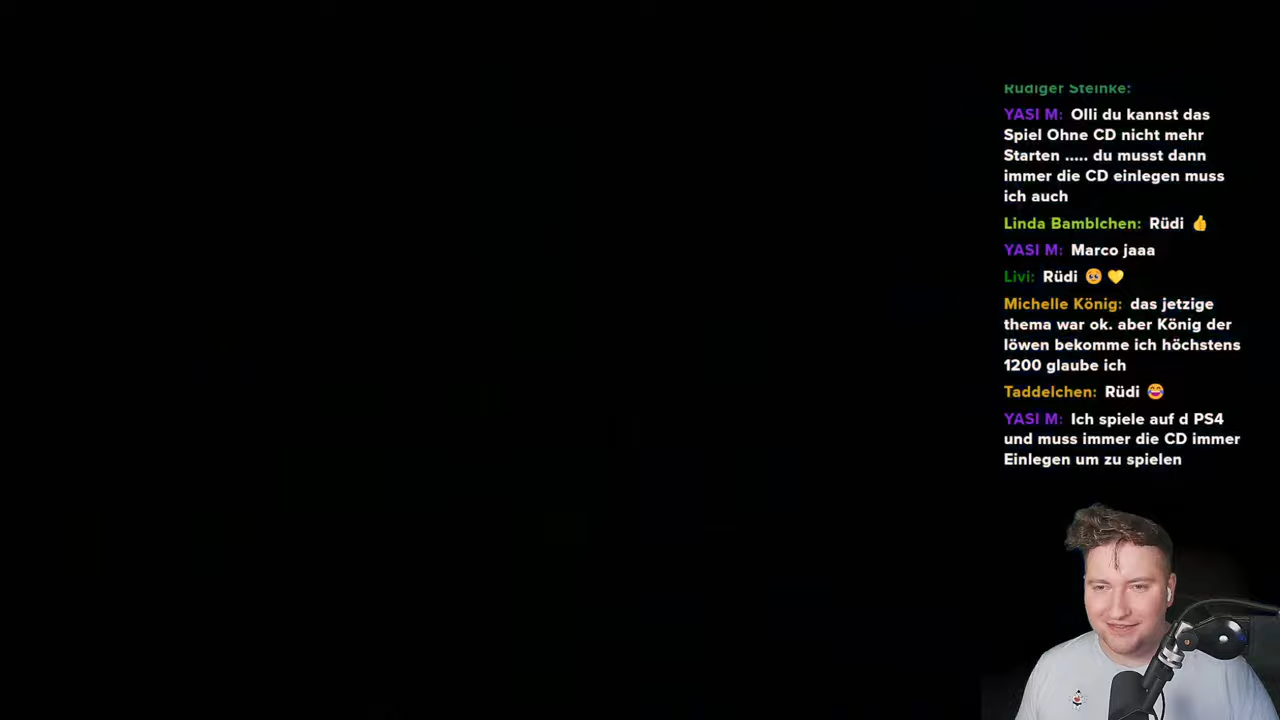 Rüdiger Steinke:
YASI M: Olli du kannst das
Spiel Ohne CD nicht mehr
Starten ..... du musst dann
immer die CD einlegen muss
ich auch
Linda Bamblchen: Rüdi 👍
YASI M: Marco jaaa
Livi: Rüdi 🥹 💛
Michelle König: das jetzige
thema war ok. aber König der
löwen bekomme ich höchstens
1200 glaube ich
Taddelchen: Rüdi 😂
YASI M: Ich spiele auf d PS4
und muss immer die CD immer
Einlegen um zu spielen